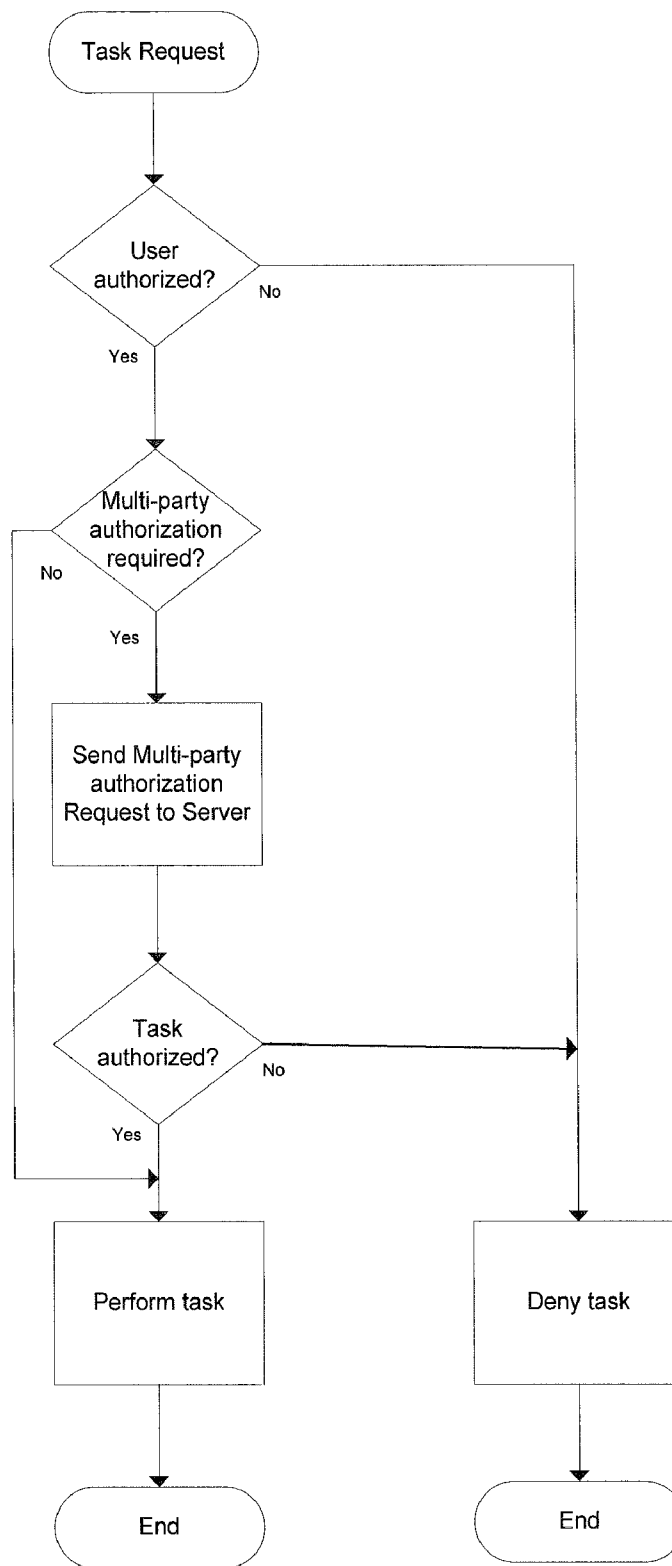 Task Request
User
authorized?
No
Yes
Multi-party
authorization
required?
No
Yes
Send Multi-party
authorization
Request to Server
Task
authorized?
No
Yes
Perform task
Deny task
End
End